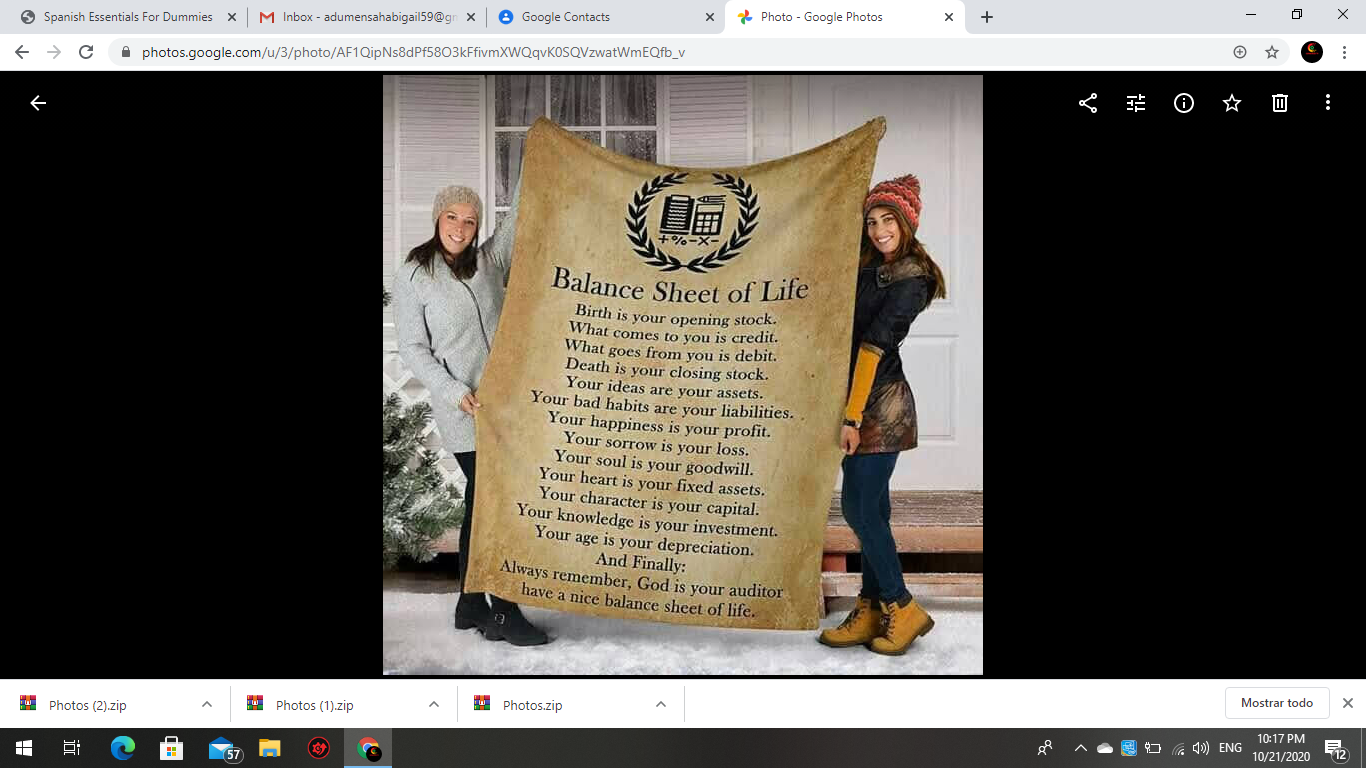 Spanish Essentials For Dummies
Inbox - adumensahabigail59@gm
Google Contacts
Photo - Google Photos
photos.google.com/u/3/photo/AF1QipNs8dPf58O3kFfivmXWQqvK0SQVzwatWmEQfb_v
+%-X-
Balance Sheet of Life
Birth is your opening stock.
What comes to you is credit.
What goes from you is debit.
Death is your closing stock.
Your ideas are your assets.
Your bad habits are your liabilities.
Your happiness is your profit.
Your sorrow is your loss.
Your soul is your goodwill.
Your heart is your fixed assets.
Your character is your capital.
Your knowledge is your investment.
Your age is your depreciation.
And Finally:
Always remember, God is your auditor
have a nice balance sheet of life.
Photos (2).zip
Photos (1).zip
Photos.zip
Mostrar todo
57
ENG
10:17 PM
10/21/2020
12